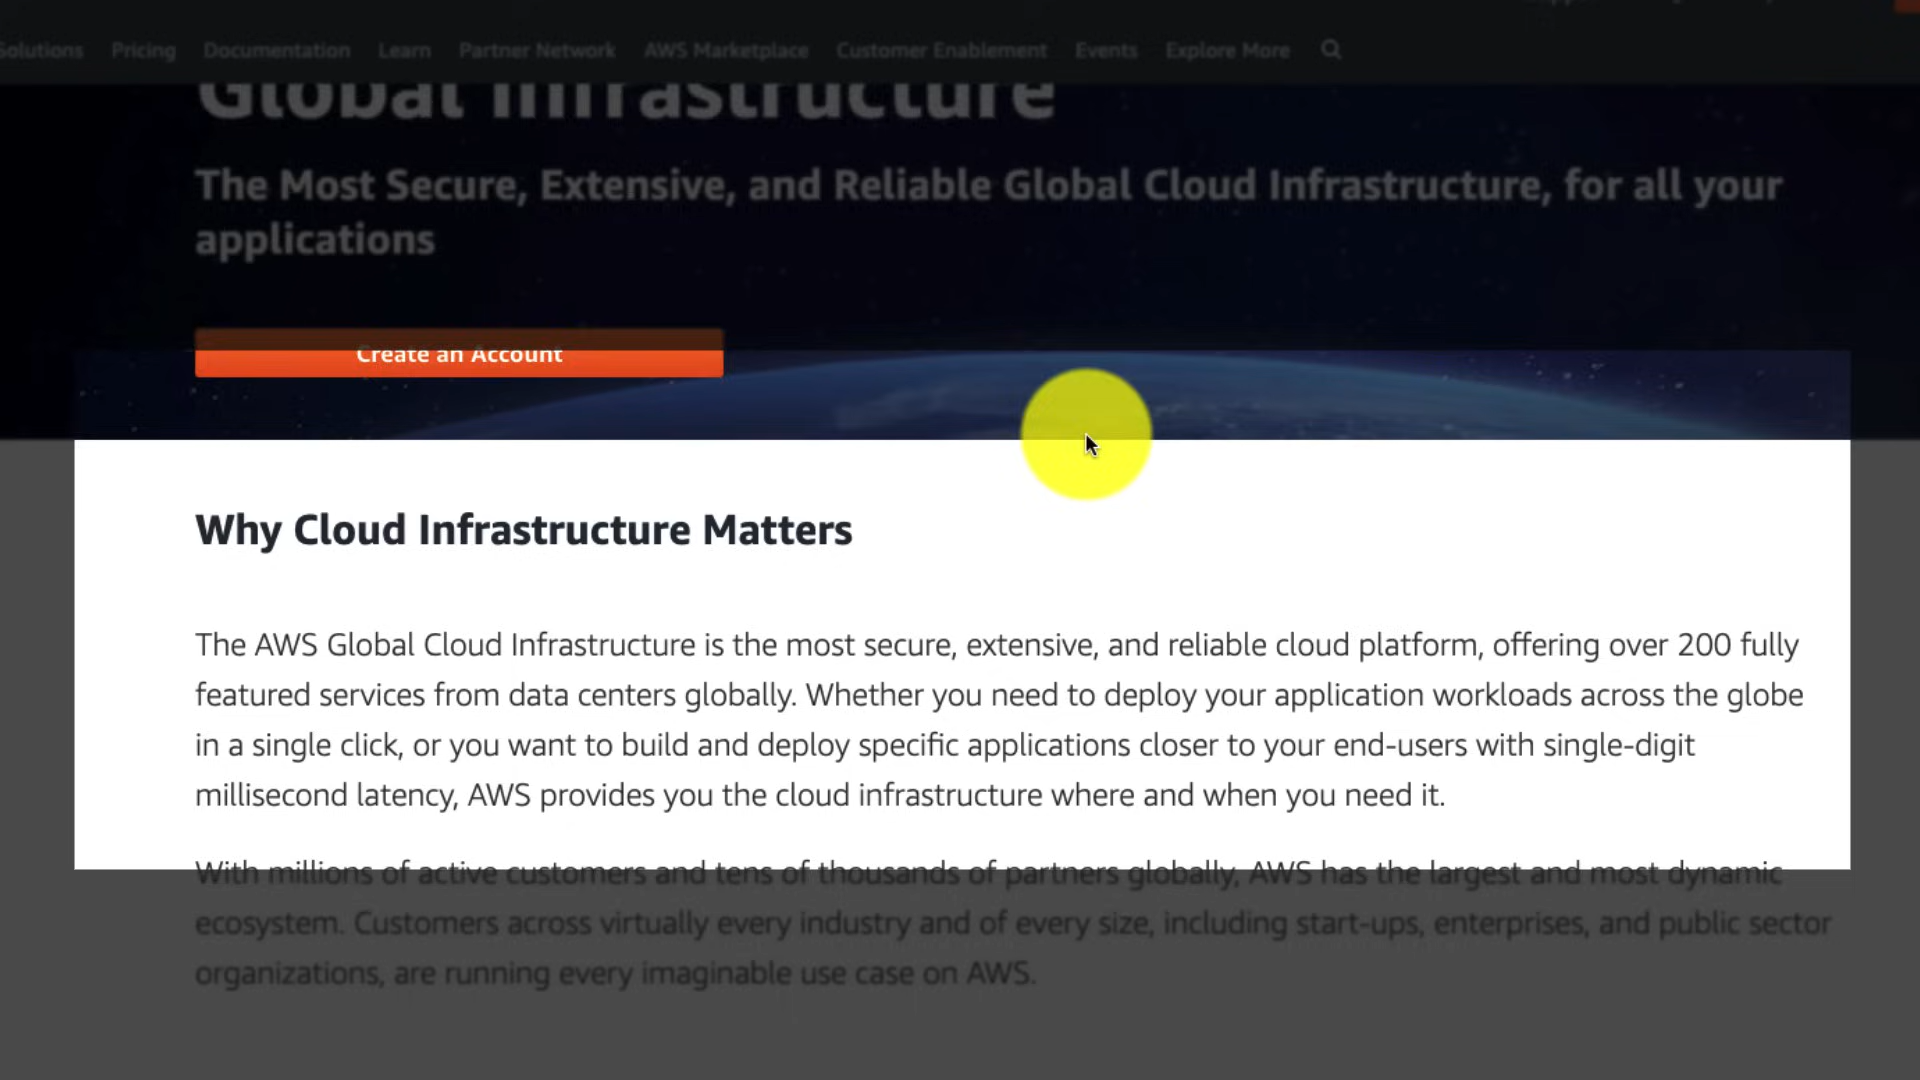 Solutions Pricing Documentation Learn Partner Network AWS Marketplace Customer Enablement Events Explore More
Global Infrastructure
The Most Secure, Extensive, and Reliable Global Cloud Infrastructure, for all your
applications
Create an Account
Why Cloud Infrastructure Matters
The AWS Global Cloud Infrastructure is the most secure, extensive, and reliable cloud platform, offering over 200 fully
featured services from data centers globally. Whether you need to deploy your application workloads across the globe
in a single click, or you want to build and deploy specific applications closer to your end-users with single-digit
millisecond latency, AWS provides you the cloud infrastructure where and when you need it.
With millions of active customers and tens of thousands of partners globally, AWS has the largest and most dynamic
ecosystem. Customers across virtually every industry and of every size, including start-ups, enterprises, and public sector
organizations, are running every imaginable use case on AWS.